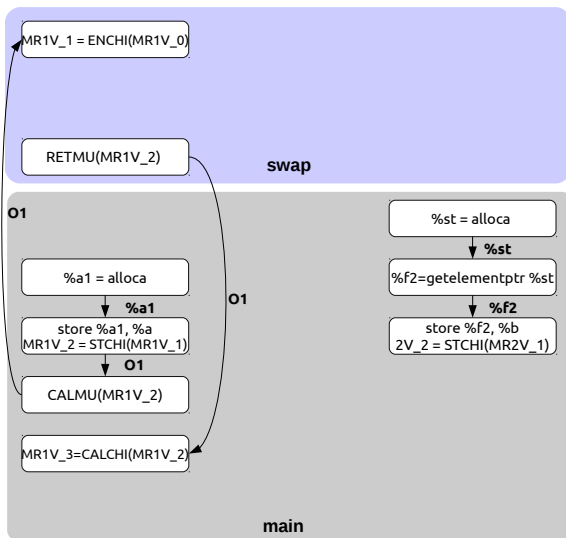 MR1V_1 = ENCHI(MR1V_0)
RETMU(MR1V_2)
swap
O1
%st = alloca
%st
%a1 = alloca
%f2=getelementptr %st
%a1
O1
%f2
store %a1, %a
MR1V_2 = STCHI(MR1V_1)
store %f2, %b
2V_2 = STCHI(MR2V_1)
O1
CALMU(MR1V_2)
MR1V_3=CALCHI(MR1V_2)
main